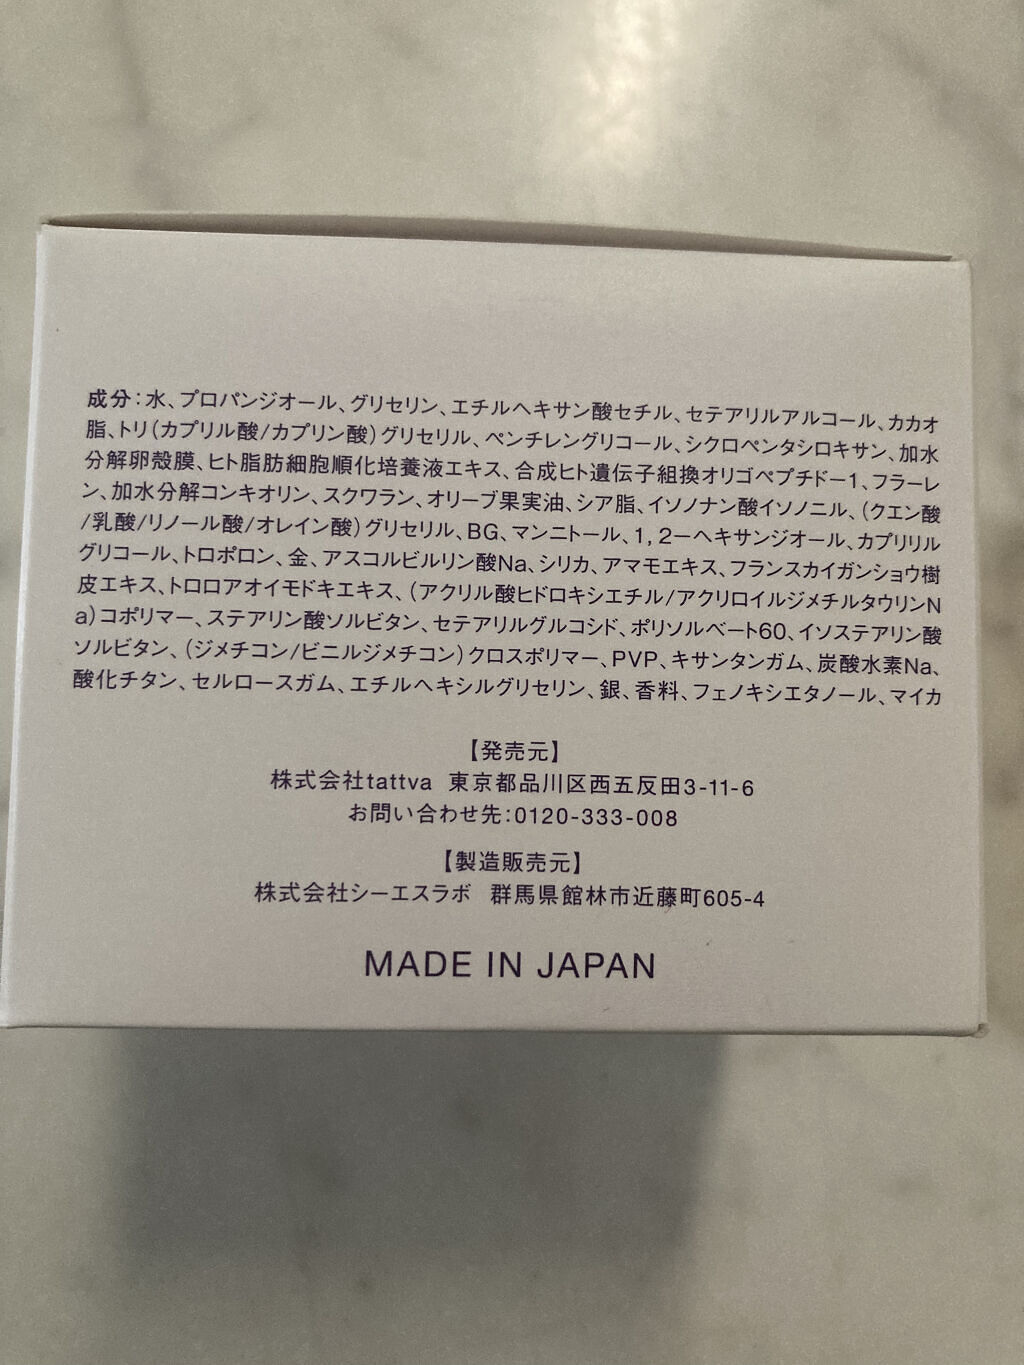 成分：水、プロパンジオール、グリセリン、エチルヘキサン酸セチル、セテアリルアルコール、カカオ
脂、トリ(カプリル酸/カプリン酸)グリセリル、ペンチレングリコール、シクロペンタシロキサン、加水
分解卵殻膜、ヒト脂肪細胞順化培養液エキス、合成ヒト遺伝子組換オリゴペプチドー1、フラーレ
ン、加水分解コンキオリン、スクワラン、オリーブ果実油、シア脂、イソノナン酸イソノニル、(クエン酸
/乳酸/リノール酸/オレイン酸)グリセリル、BG、マンニトール、1，2ーヘキサンジオール、カプリリル
グリコール、トロポロン、金、アスコルビルリン酸Na、シリカ、アマモエキス、フランスカイガンショウ樹
皮エキス、トロロアオイモドキエキス、(アクリル酸ヒドロキシエチル/アクリロイルジメチルタウリンN
a)コポリマー、ステアリン酸ソルビタン、セテアリルグルコシド、ポリソルベート60、イソステアリン酸
ソルビタン、(ジメチコン/ビニルジメチコン)クロスポリマー、PVP、キサンタンガム、炭酸水素Na、
酸化チタン、セルロースガム、エチルヘキシルグリセリン、銀、香料、フェノキシエタノール、マイカ
【発売元】
株式会社tattva 東京都品川区西五反田3-11-6
お問い合わせ先：0120-333-008
【製造販売元】
株式会社シーエスラボ 群馬県館林市近藤町605-4
MADE IN JAPAN